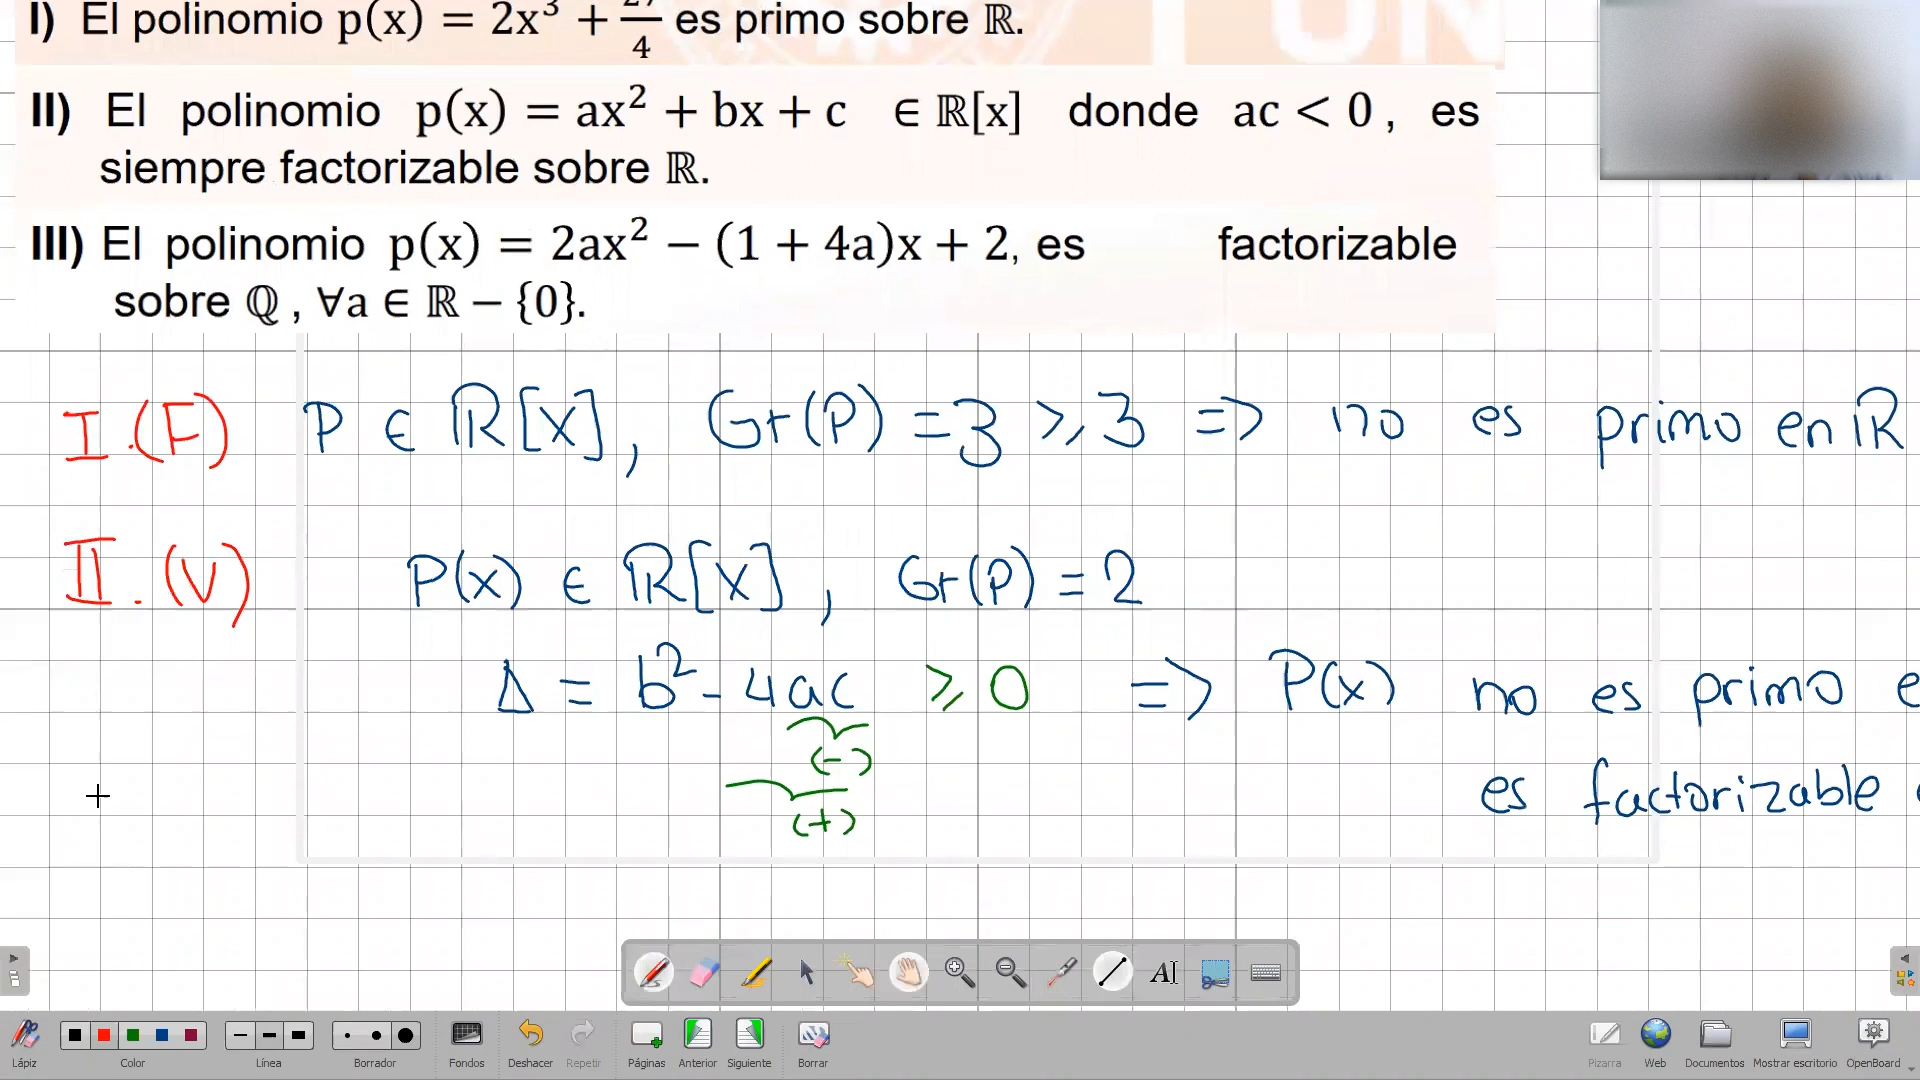 I) El polinomio p(x) = 2x³ + 27/4 es primo sobre ℝ.
UN
II) El polinomio p(x) = ax² + bx + c ∈ ℝ[x] donde ac < 0 , es
siempre factorizable sobre ℝ.
III) El polinomio p(x) = 2ax² − (1 + 4a)x + 2, es factorizable
sobre ℚ , ∀a ∈ ℝ − {0}.
I.(F) P ∈ ℝ[X], Gr(P) = 3 ≥ 3 => no es primo en ℝ
II.(V) P(x) ∈ ℝ[X], Gr(P) = 2
Δ = b² - 4ac ≥ 0 => P(x) no es primo e
(-)
es factorizable
(+)
AI
Lápiz Color Línea Borrador Fondos Deshacer Repetir Páginas Anterior Siguiente Borrar Pizarra Web Documentos Mostrar escritorio OpenBoard